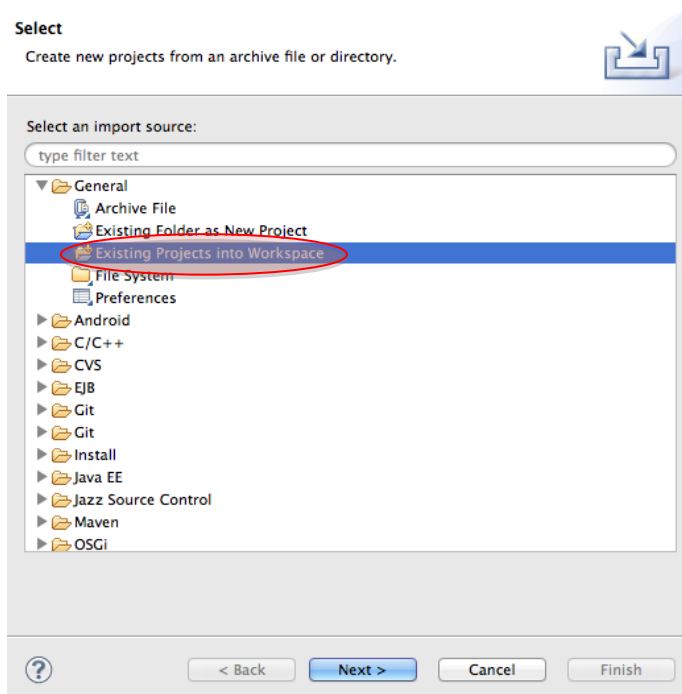 Select
Create new projects from an archive file or directory.
Select an import source:
type filter text
General
Archive File
Existing Folder as New Project
Existing Projects into Workspace
File System
Preferences
Android
C/C++
CVS
EJB
Git
Git
Install
Java EE
Jazz Source Control
Maven
OSGi
?
< Back Next > Cancel Finish